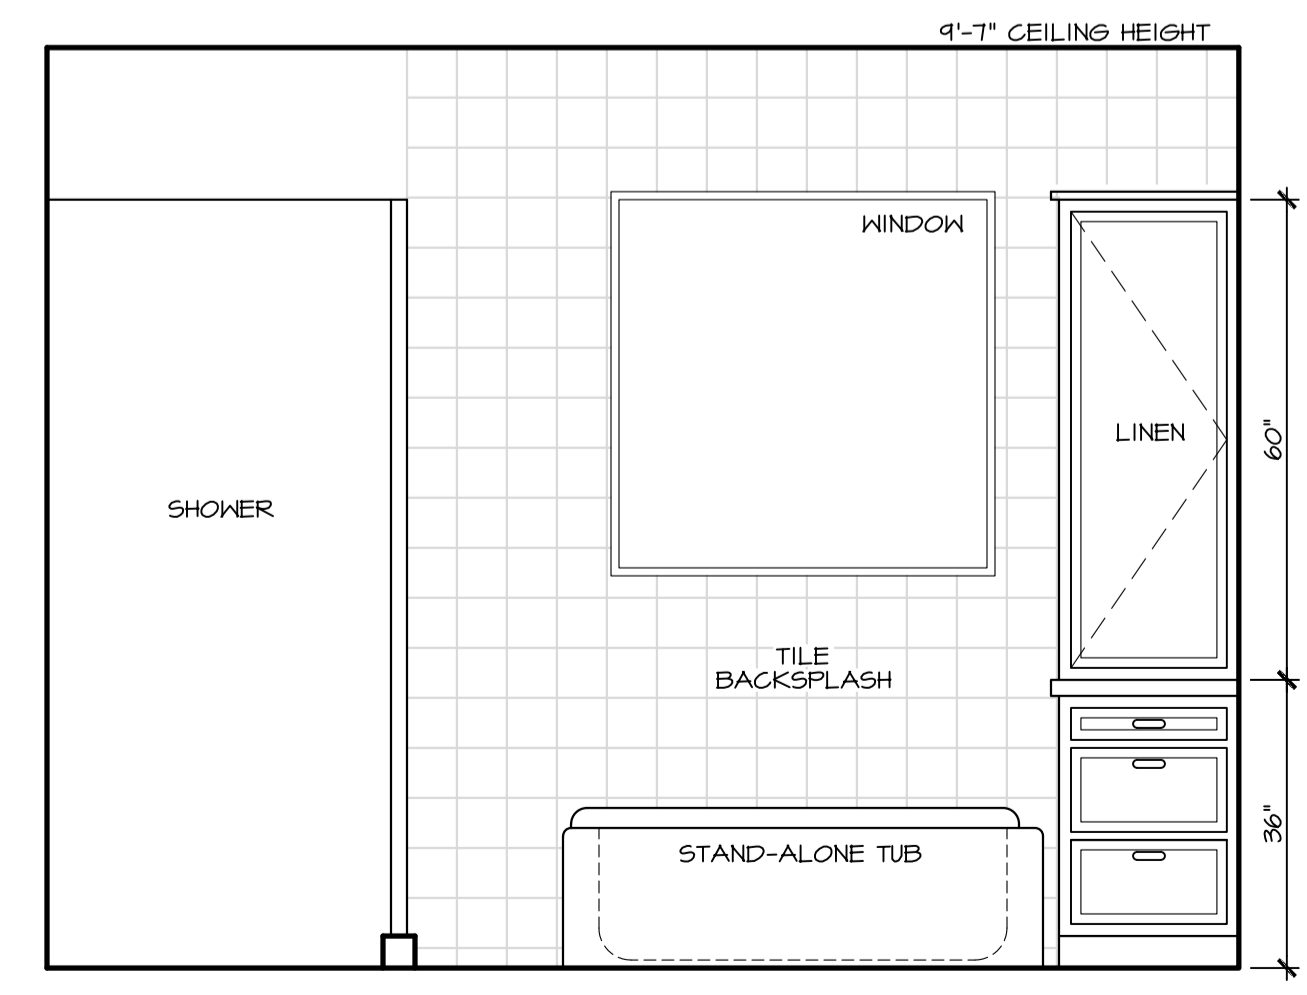 9'-7" CEILING HEIGHT
WINDOW
LINEN
60"
SHOWER
TILE
BACKSPLASH
36"
STAND-ALONE TUB